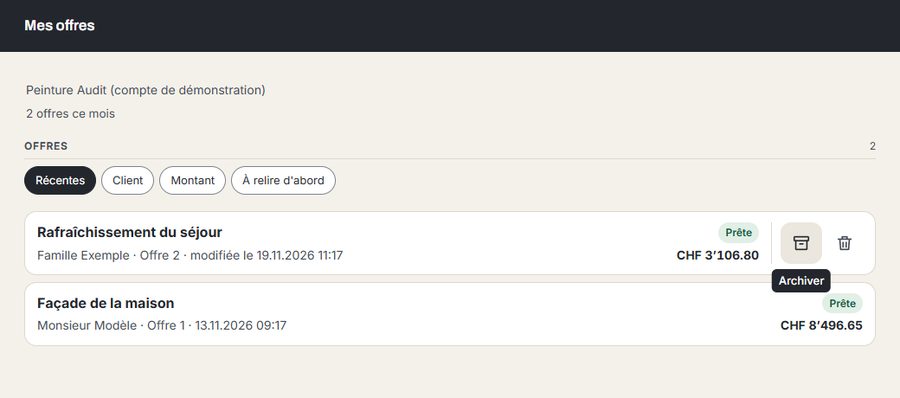 Mes offres
Peinture Audit (compte de démonstration)
2 offres ce mois
OFFRES 2
Récentes Client Montant À relire d'abord
Rafraîchissement du séjour Prête
Famille Exemple · Offre 2 · modifiée le 19.11.2026 11:17 CHF 3’106.80
Archiver
Façade de la maison Prête
Monsieur Modèle · Offre 1 · 13.11.2026 09:17 CHF 8’496.65